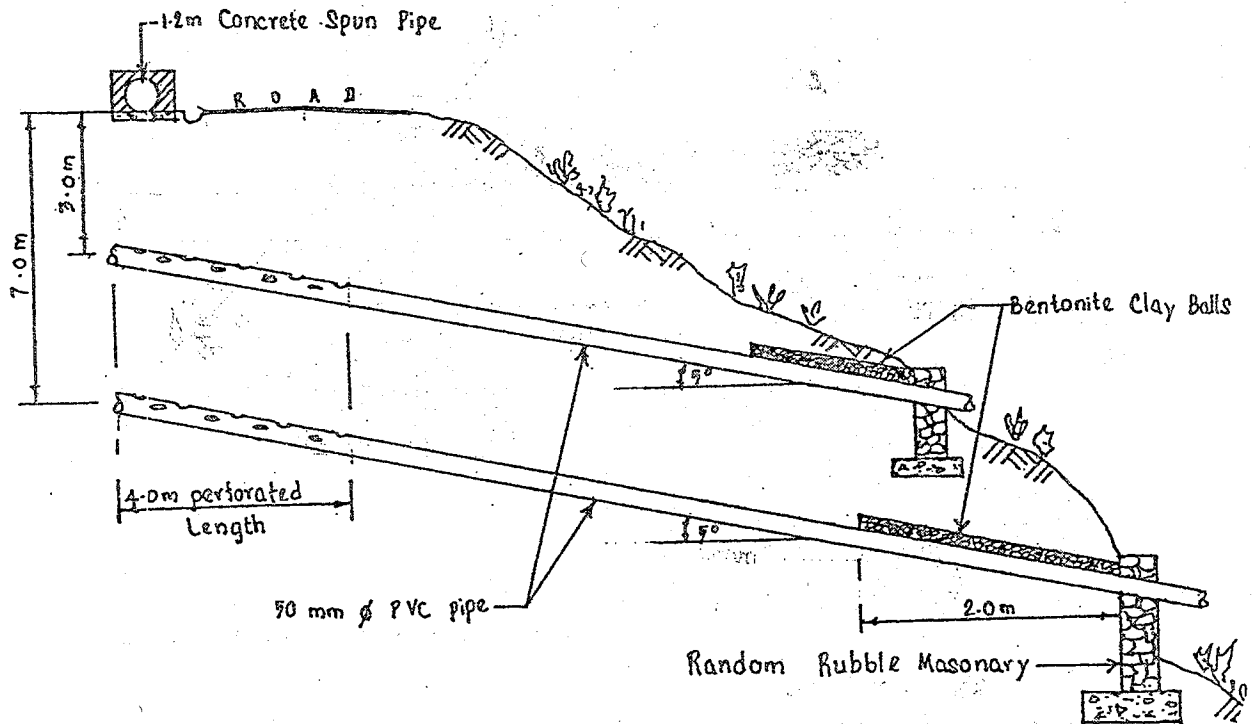 1.2m Concrete Spun Pipe
ROAD
3.0m
7.0m
Bentonite Clay Balls
5°
4.0m perforated
Length
5°
50 mm ϕ PVC pipe
2.0m
Random Rubble Masonary